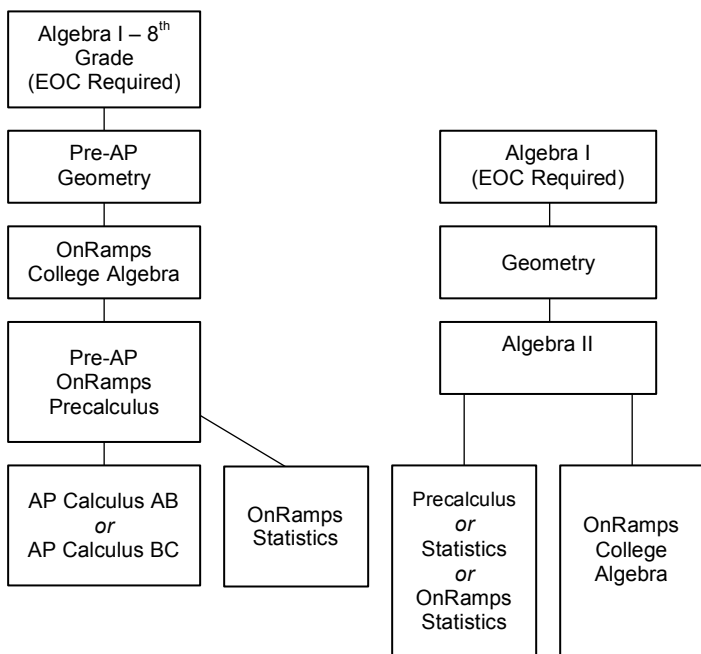 Algebra I – 8th
Grade
(EOC Required)
Pre-AP
Geometry
OnRamps
College Algebra
Pre-AP
OnRamps
Precalculus
AP Calculus AB
or
AP Calculus BC
OnRamps
Statistics
Algebra I
(EOC Required)
Geometry
Algebra II
Precalculus
or
Statistics
or
OnRamps
Statistics
OnRamps
College
Algebra